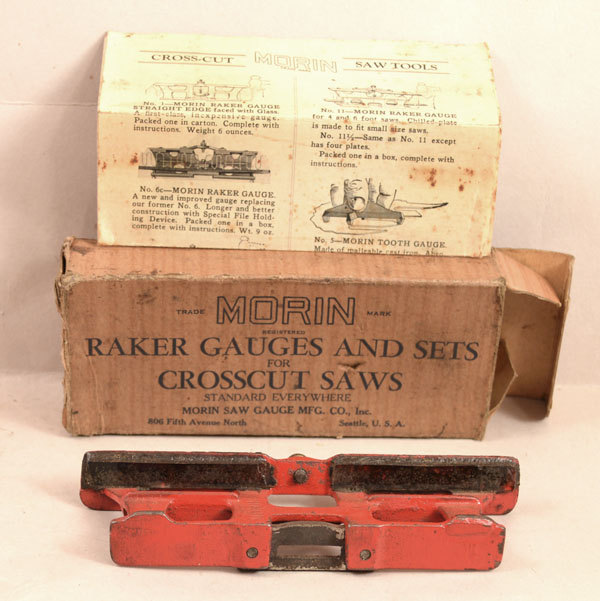 CROSS-CUT MORIN SAW TOOLS
No. 1—MORIN RAKER GAUGE
STRAIGHT EDGE faced with Glass.
A first-class, inexpensive gauge.
Packed one in carton. Complete with
instructions. Weight 6 ounces.
No. 6c—MORIN RAKER GAUGE.
A new and improved gauge replacing
our former No. 6. Longer and better
construction with Special File Hold-
ing Device. Packed one in a box,
complete with instructions. Wt. 9 oz.
No. 11—MORIN RAKER GAUGE
for 4 and 6 foot saws. Chilled plate
is made to fit small size saws.
No. 11½—Same as No. 11 except
has four plates.
Packed one in a box, complete with
instructions.
No. 5—MORIN TOOTH GAUGE.
Made of malleable cast iron.
TRADE MORIN MARK
REGISTERED
RAKER GAUGES AND SETS
FOR
CROSSCUT SAWS
STANDARD EVERYWHERE
MORIN SAW GAUGE MFG. CO., Inc.
806 Fifth Avenue North Seattle, U. S. A.